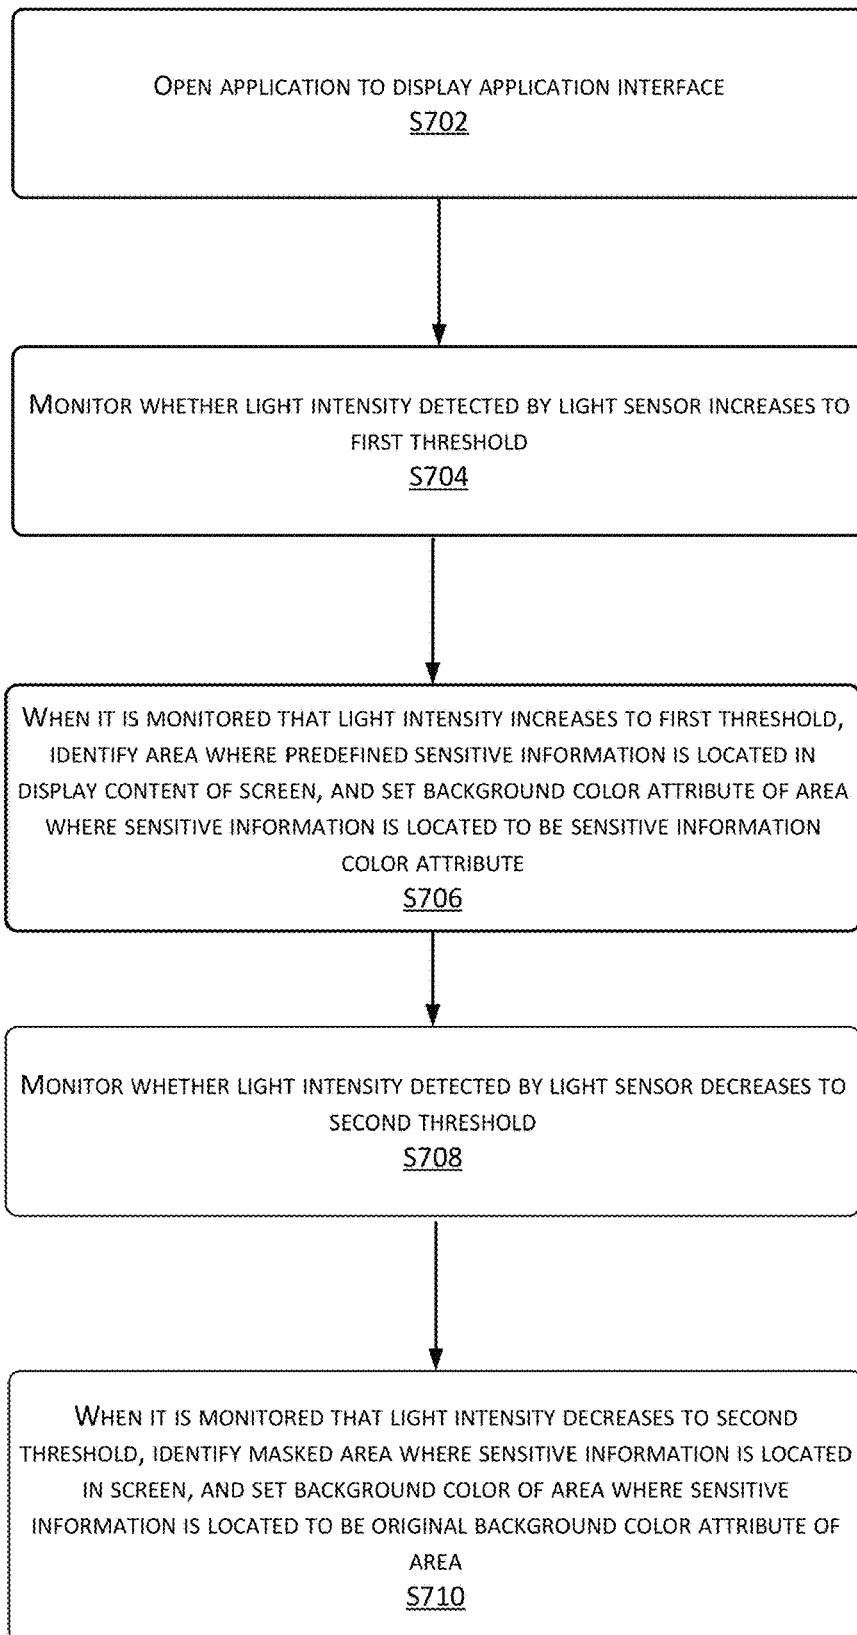 OPEN APPLICATION TO DISPLAY APPLICATION INTERFACE
S702
MONITOR WHETHER LIGHT INTENSITY DETECTED BY LIGHT SENSOR INCREASES TO
FIRST THRESHOLD
S704
WHEN IT IS MONITORED THAT LIGHT INTENSITY INCREASES TO FIRST THRESHOLD,
IDENTIFY AREA WHERE PREDEFINED SENSITIVE INFORMATION IS LOCATED IN
DISPLAY CONTENT OF SCREEN, AND SET BACKGROUND COLOR ATTRIBUTE OF AREA
WHERE SENSITIVE INFORMATION IS LOCATED TO BE SENSITIVE INFORMATION
COLOR ATTRIBUTE
S706
MONITOR WHETHER LIGHT INTENSITY DETECTED BY LIGHT SENSOR DECREASES TO
SECOND THRESHOLD
S708
WHEN IT IS MONITORED THAT LIGHT INTENSITY DECREASES TO SECOND
THRESHOLD, IDENTIFY MASKED AREA WHERE SENSITIVE INFORMATION IS LOCATED
IN SCREEN, AND SET BACKGROUND COLOR OF AREA WHERE SENSITIVE
INFORMATION IS LOCATED TO BE ORIGINAL BACKGROUND COLOR ATTRIBUTE OF
AREA
S710